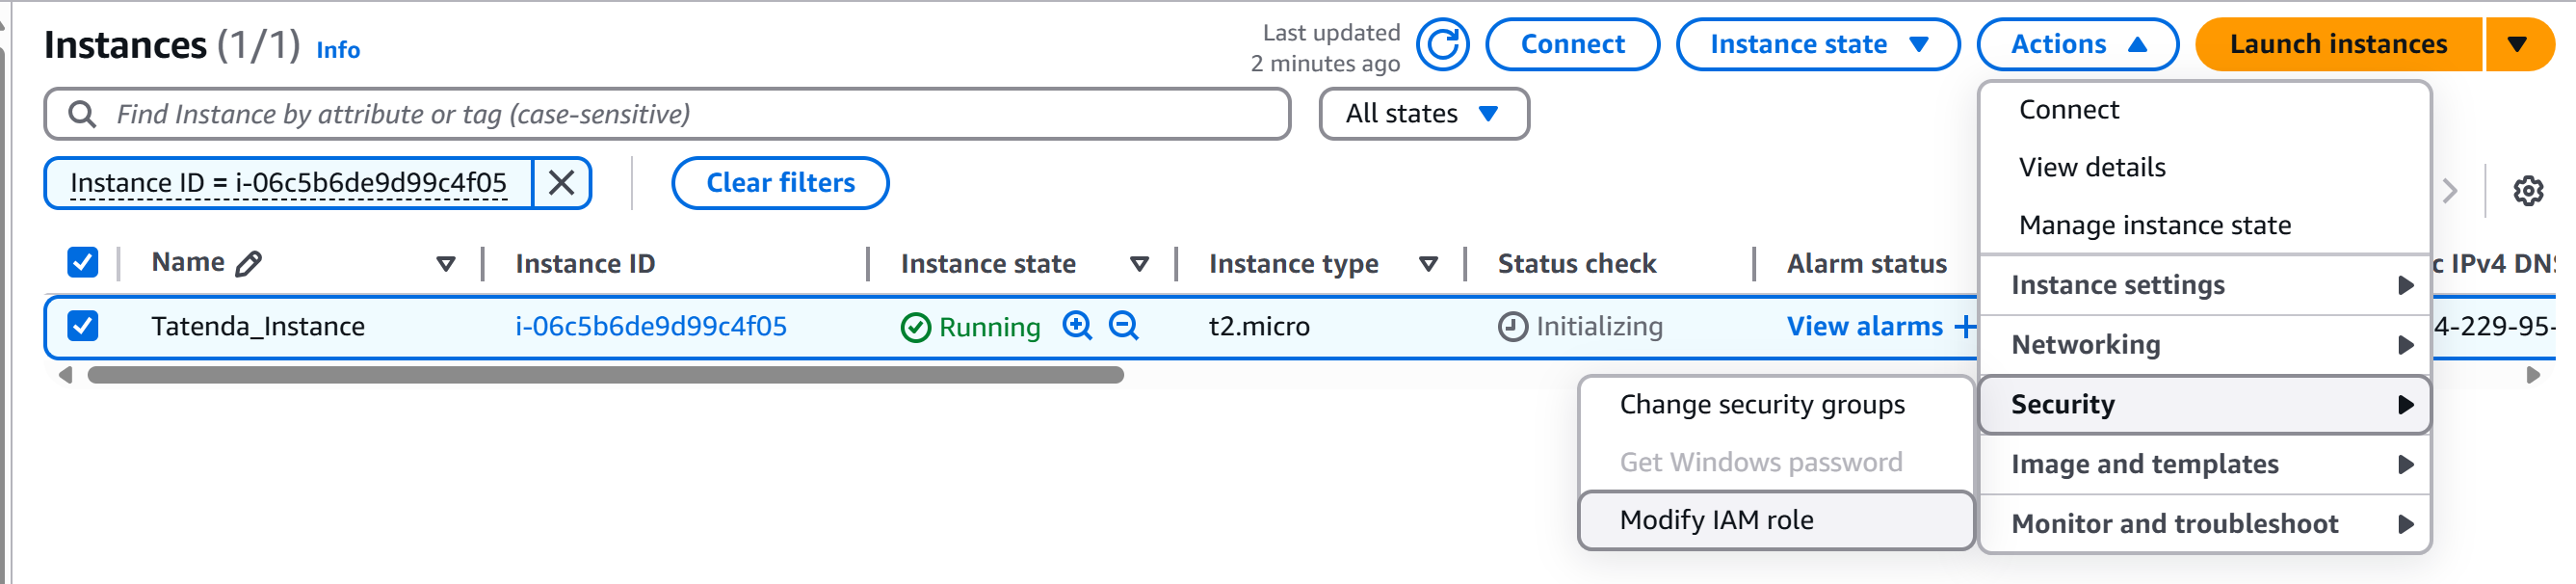 Instances (1/1) Info
Last updated
2 minutes ago
Connect
Instance state
Actions
Launch instances
Find Instance by attribute or tag (case-sensitive)
All states
Instance ID = i-06c5b6de9d99c4f05
Clear filters
Name Instance ID Instance state Instance type Status check Alarm status c IPv4 DNS
Tatenda_Instance i-06c5b6de9d99c4f05 Running t2.micro Initializing View alarms + 4-229-95-
Connect
View details
Manage instance state
Instance settings
Networking
Security
Image and templates
Monitor and troubleshoot
Change security groups
Get Windows password
Modify IAM role